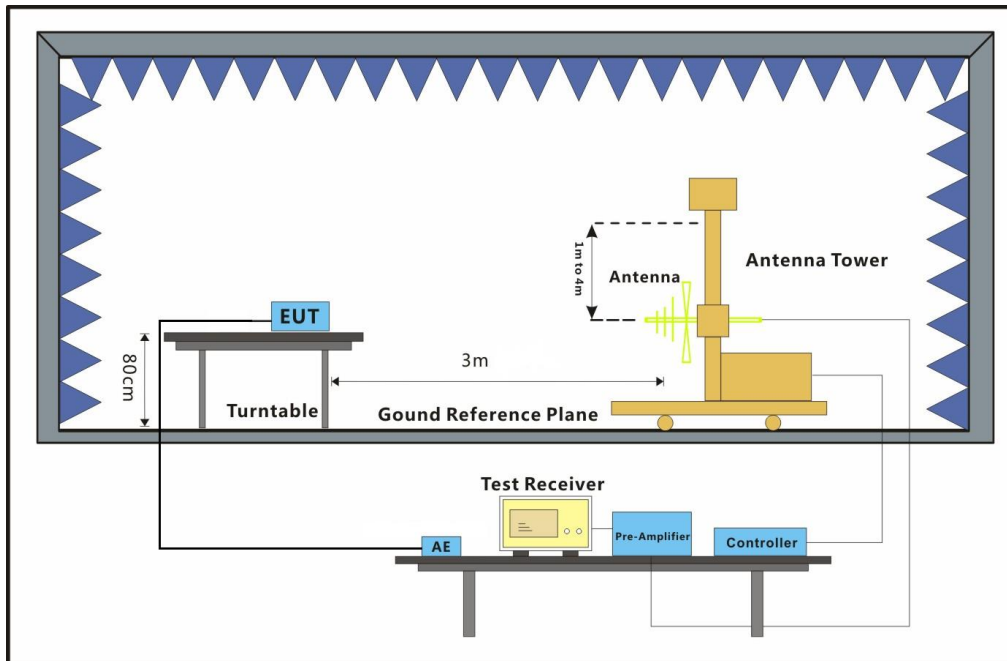 1m to 4m
Antenna
Antenna Tower
EUT
80cm
3m
Turntable
Gound Reference Plane
Test Receiver
AE
Pre-Amplifier
Controller